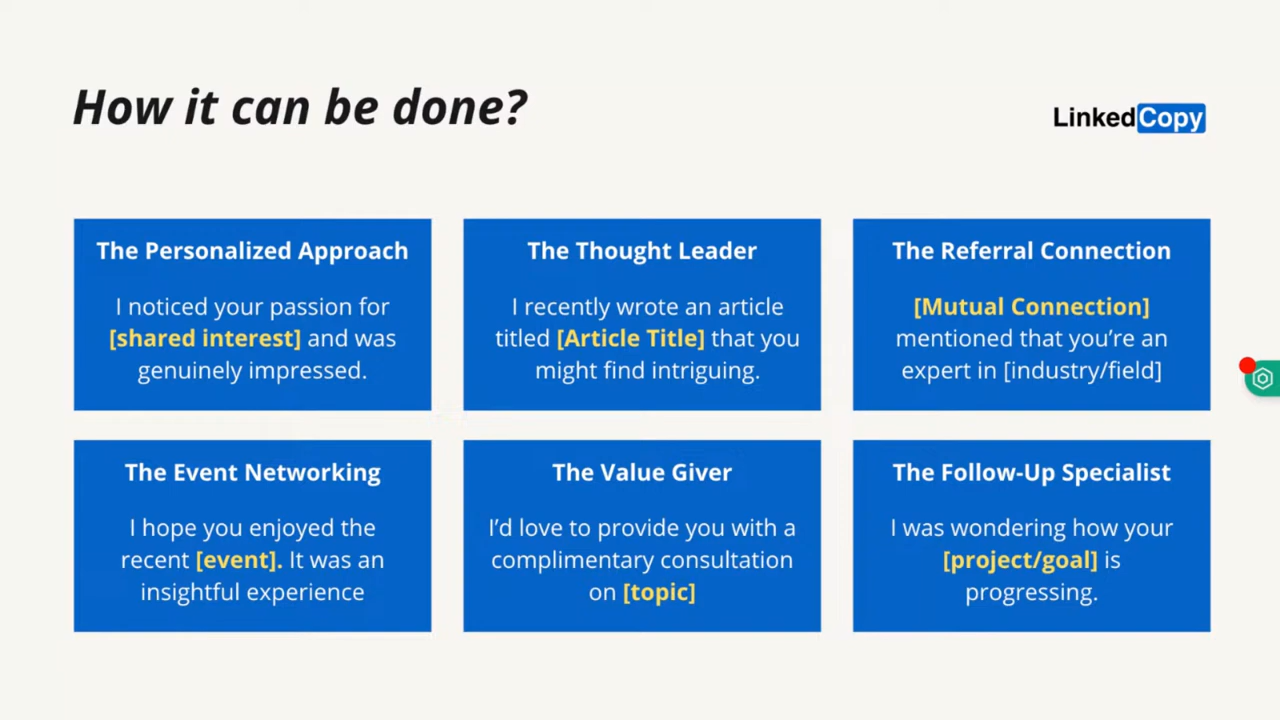 How it can be done?
LinkedCopy
The Personalized Approach
I noticed your passion for
[shared interest] and was
genuinely impressed.
The Thought Leader
I recently wrote an article
titled [Article Title] that you
might find intriguing.
The Referral Connection
[Mutual Connection]
mentioned that you’re an
expert in [industry/field]
The Event Networking
I hope you enjoyed the
recent [event]. It was an
insightful experience
The Value Giver
I’d love to provide you with a
complimentary consultation
on [topic]
The Follow-Up Specialist
I was wondering how your
[project/goal] is
progressing.